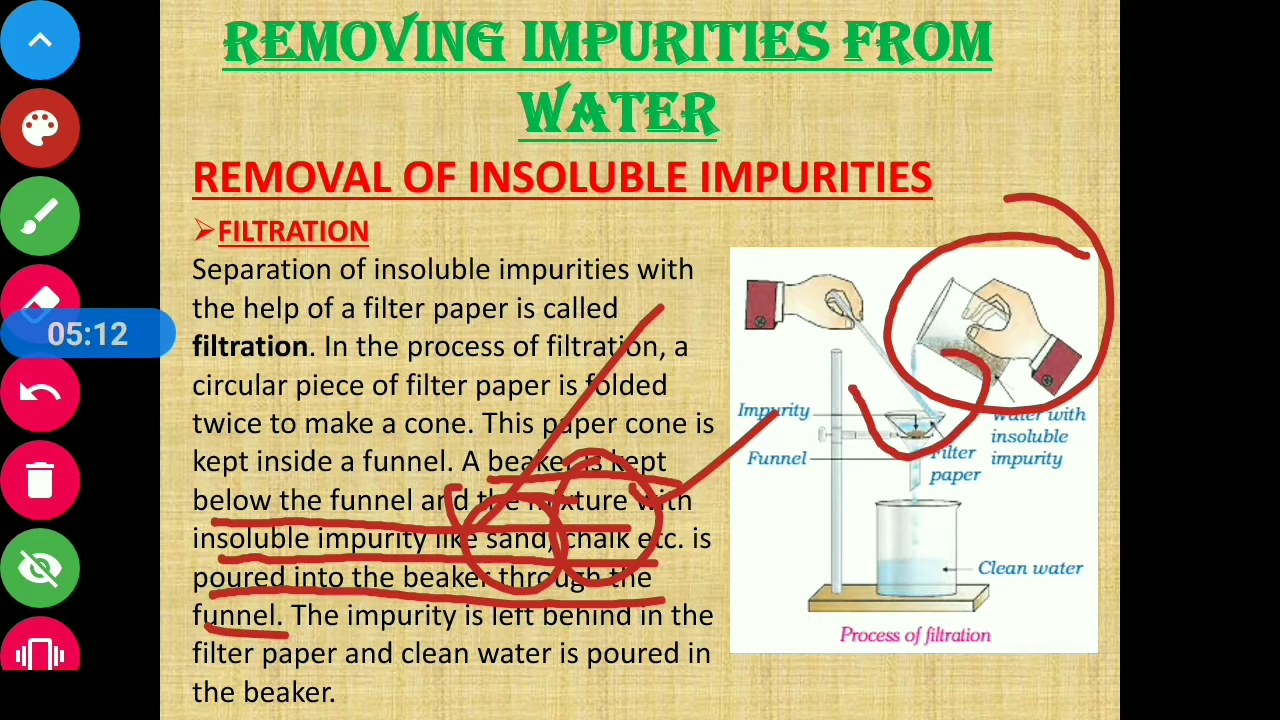 REMOVING IMPURITIES FROM
WATER
REMOVAL OF INSOLUBLE IMPURITIES
➢FILTRATION
Separation of insoluble impurities with
the help of a filter paper is called
filtration. In the process of filtration, a
circular piece of filter paper is folded
twice to make a cone. This paper cone is
kept inside a funnel. A beaker is kept
below the funnel and the mixture with
insoluble impurity like sand, chalk etc. is
poured into the beaker through the
funnel. The impurity is left behind in the
filter paper and clean water is poured in
the beaker.
Impurity
Funnel
Water with
insoluble
impurity
Filter
paper
Clean water
Process of filtration
05:12